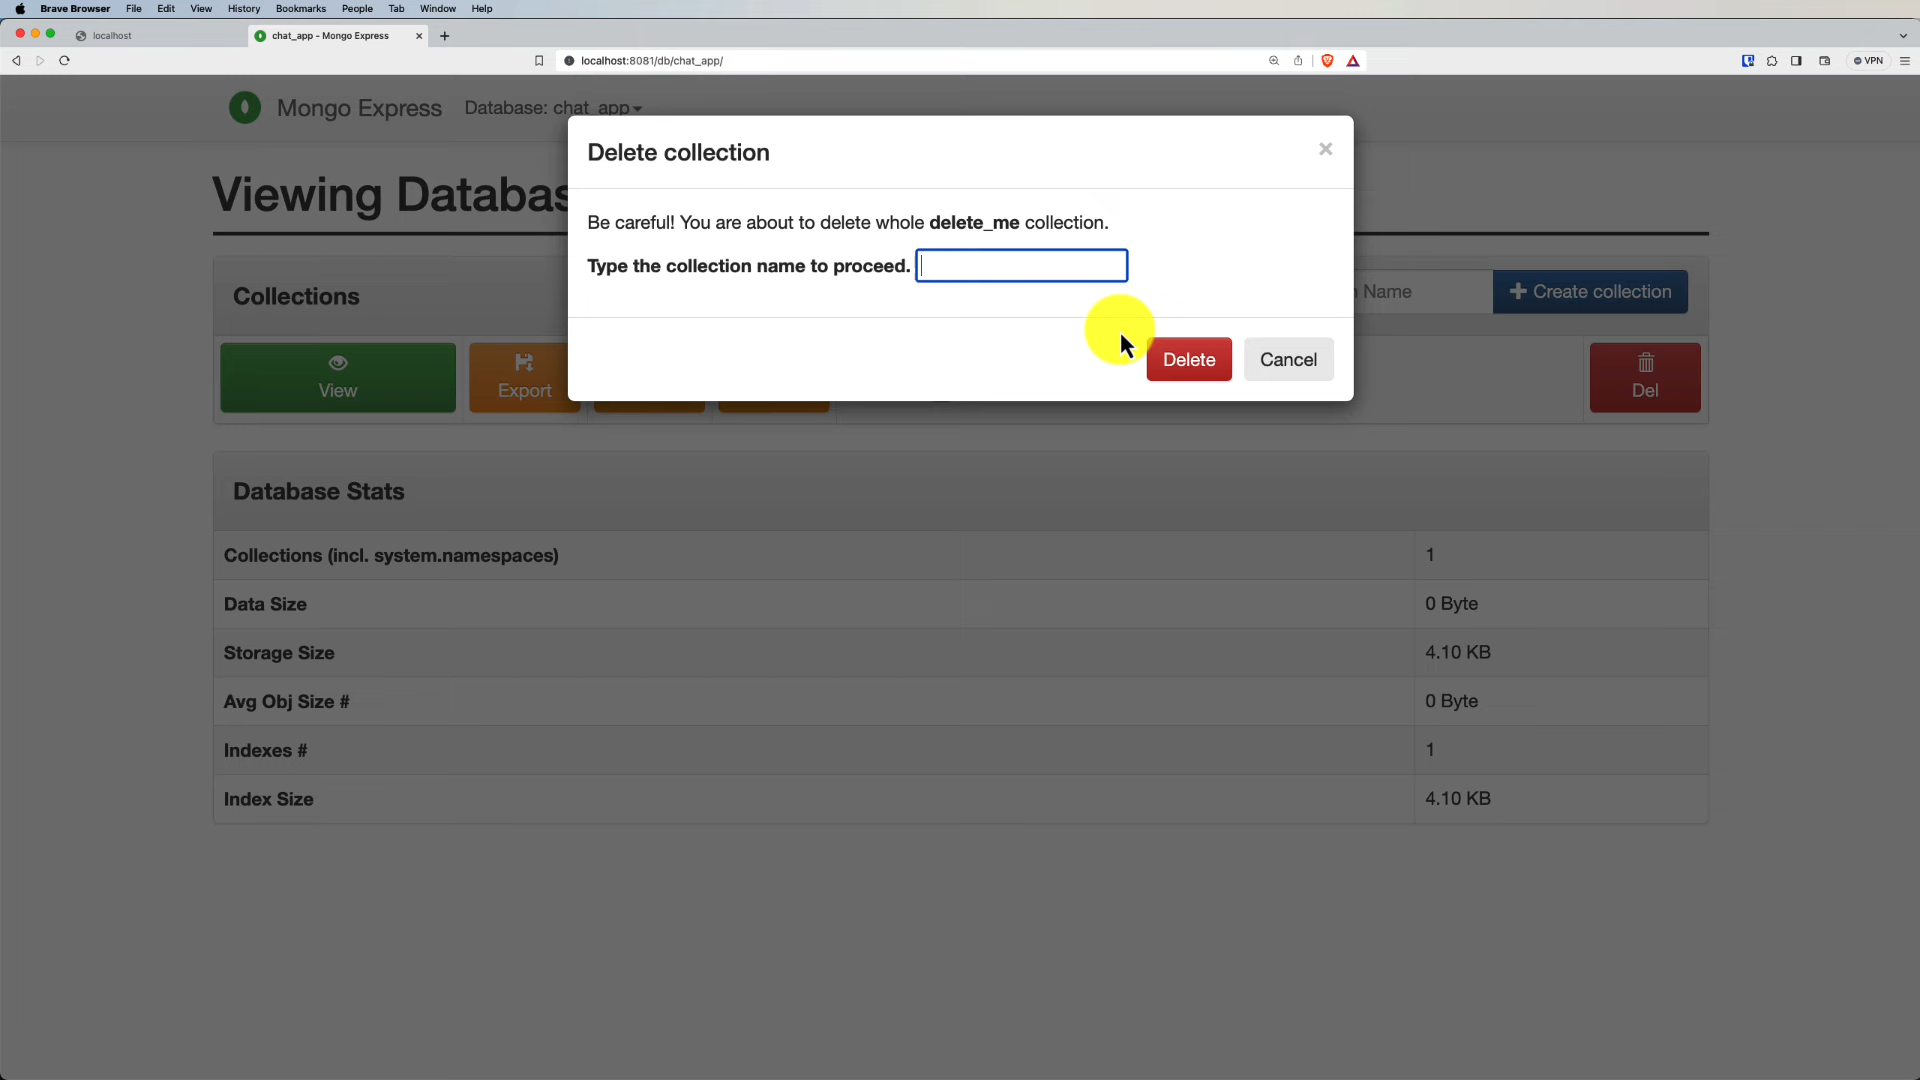 Brave Browser File Edit View History Bookmarks People Tab Window Help
localhost
chat_app - Mongo Express
localhost:8081/db/chat_app/
VPN
Mongo Express
Database: chat_app
Delete collection
Viewing Databas
Be careful! You are about to delete whole delete_me collection.
Type the collection name to proceed.
Collections
Name
Create collection
View
Export
Delete
Cancel
Del
Database Stats
Collections (incl. system.namespaces) 1
Data Size 0 Byte
Storage Size 4.10 KB
Avg Obj Size # 0 Byte
Indexes # 1
Index Size 4.10 KB